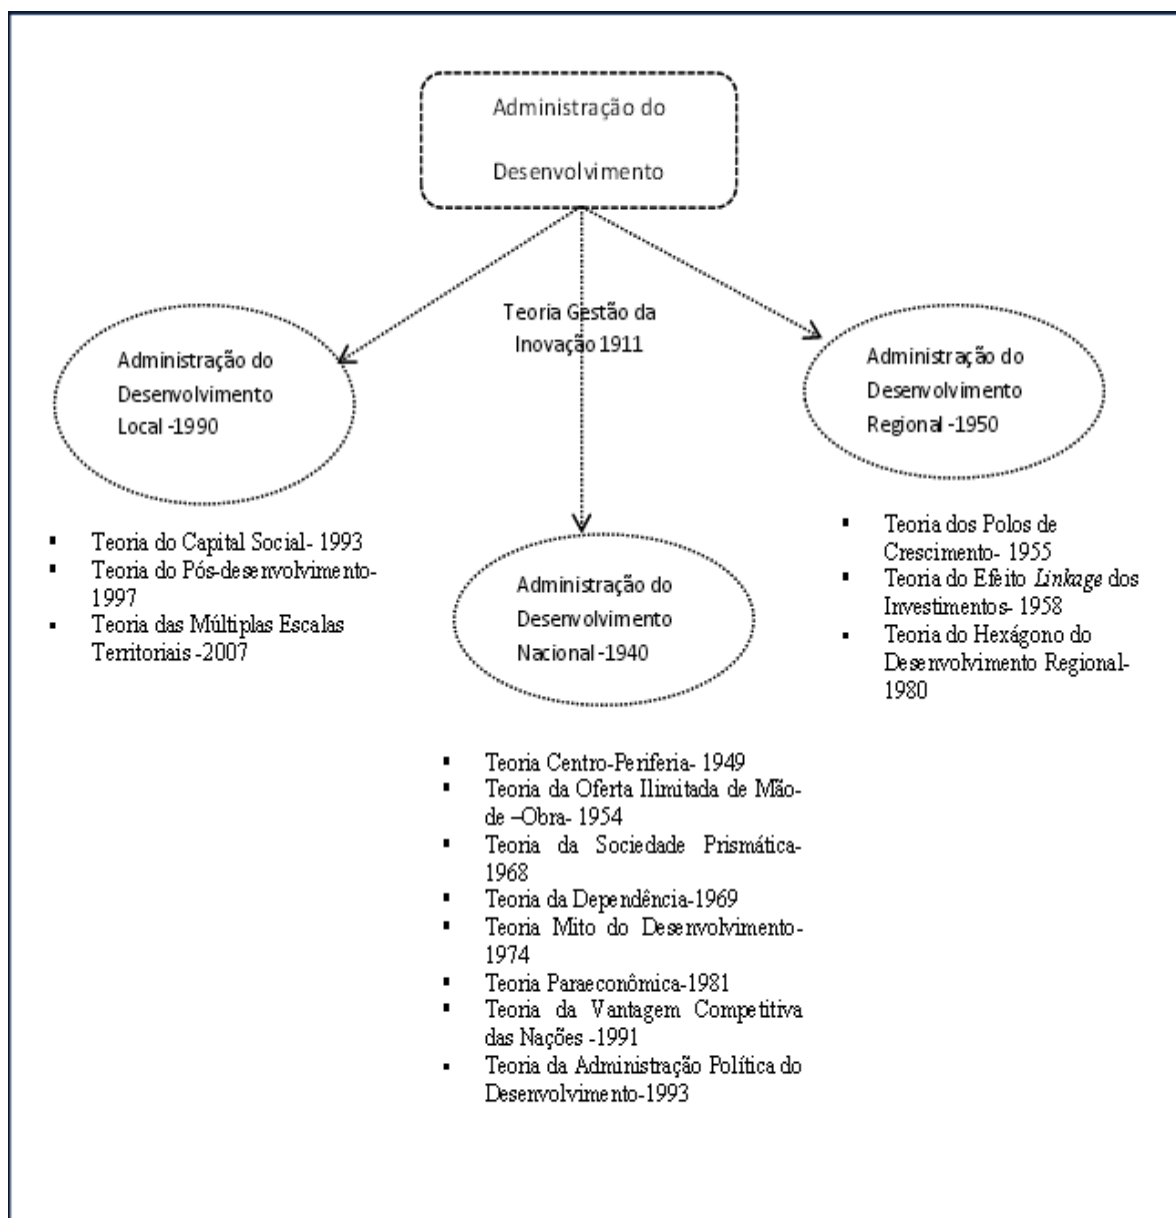 Administração do
Desenvolvimento
Teoria Gestão da
Inovação 1911
Administração do
Desenvolvimento
Local -1990
Administração do
Desenvolvimento
Regional -1950
▪ Teoria do Capital Social- 1993
▪ Teoria do Pós-desenvolvimento-
1997
▪ Teoria das Múltiplas Escalas
Territoriais -2007
Administração do
Desenvolvimento
Nacional -1940
▪ Teoria dos Polos de
Crescimento- 1955
▪ Teoria do Efeito Linkage dos
Investimentos- 1958
▪ Teoria do Hexágono do
Desenvolvimento Regional-
1980
▪ Teoria Centro-Periferia- 1949
▪ Teoria da Oferta Ilimitada de Mão-
de –Obra- 1954
▪ Teoria da Sociedade Prismática-
1968
▪ Teoria da Dependência-1969
▪ Teoria Mito do Desenvolvimento-
1974
▪ Teoria Paraeconômica-1981
▪ Teoria da Vantagem Competitiva
das Nações -1991
▪ Teoria da Administração Política do
Desenvolvimento-1993